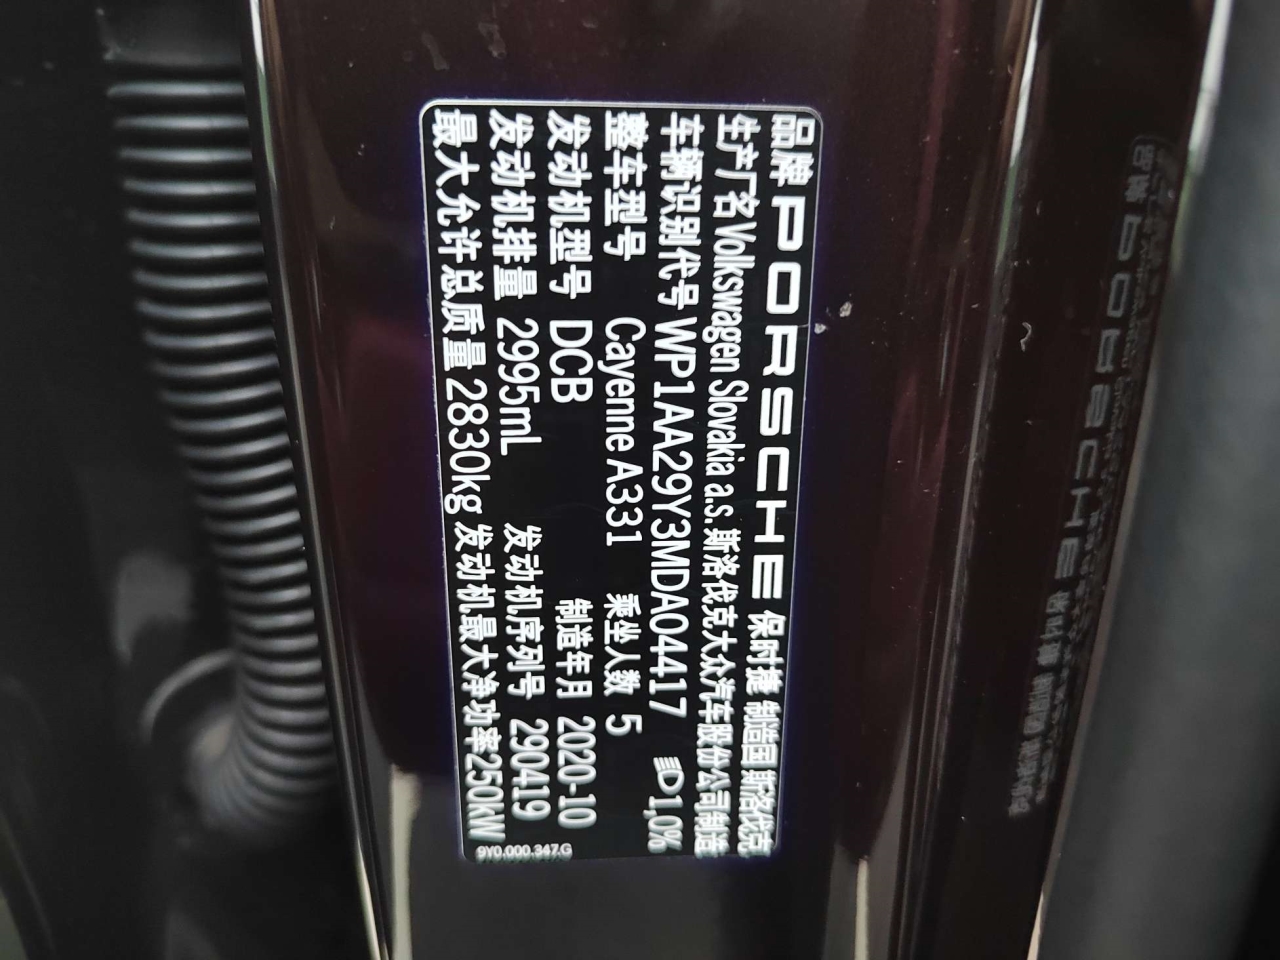 品牌 PORSCHE 保时捷 制造国 斯洛伐克
生产厂名 Volkswagen Slovakia a.s. 斯洛伐克大众汽车股份公司制造
车辆识别代号 WP1AA29Y3MDA04417 1,0%
整车型号 Cayenne A331 乘坐人数 5
发动机型号 DCB 制造年月 2020-10
发动机排量 2995mL 发动机序列号 290419
最大允许总质量 2830kg 发动机最大净功率250KW
9Y0.000.347.G